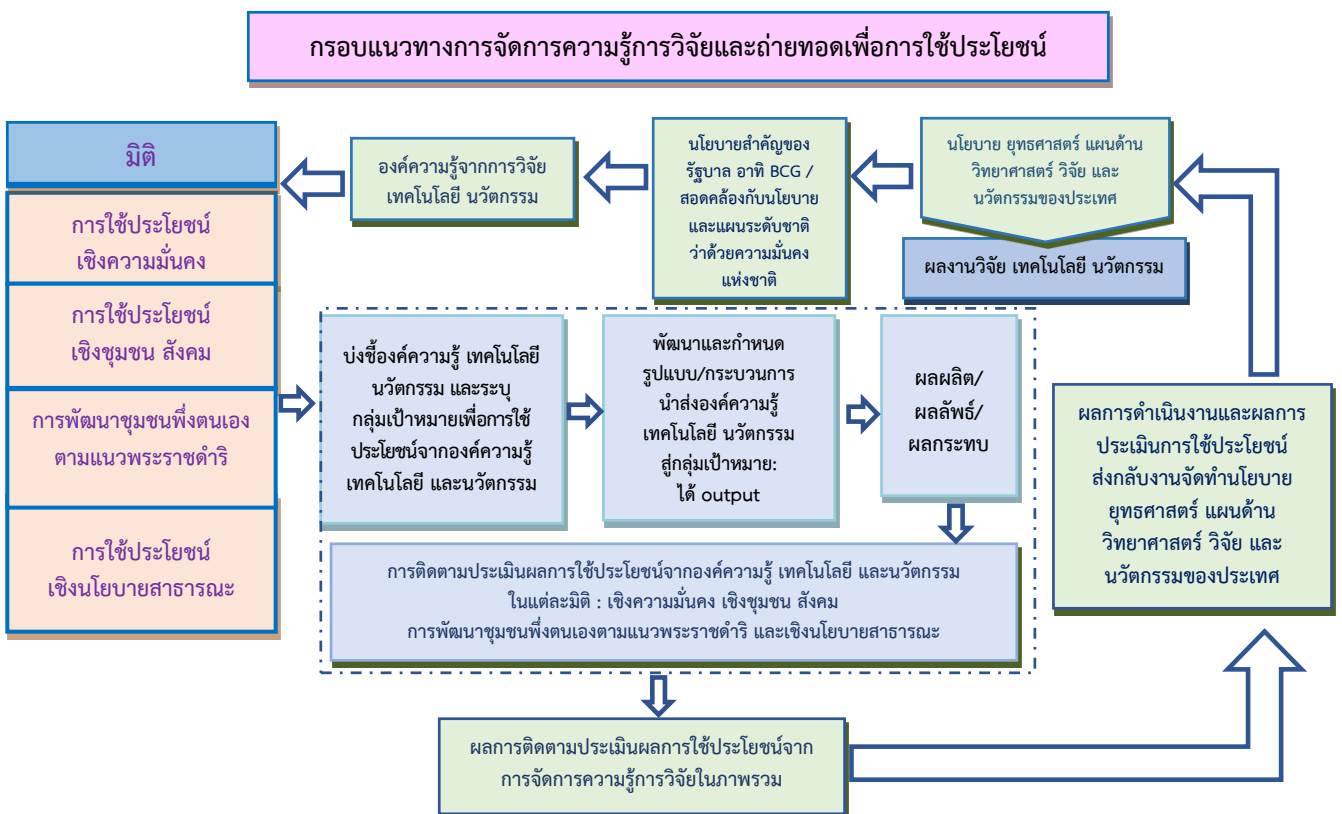 กรอบแนวทางการจัดการความรู้การวิจัยและถ่ายทอดเพื่อการใช้ประโยชน์
มิติ
การใช้ประโยชน์
เชิงความมั่นคง
การใช้ประโยชน์
เชิงชุมชน สังคม
การพัฒนาชุมชนพึ่งตนเอง
ตามแนวพระราชดำริ
การใช้ประโยชน์
เชิงนโยบายสาธารณะ
องค์ความรู้จากการวิจัย
เทคโนโลยี นวัตกรรม
นโยบายสำคัญของ
รัฐบาล อาทิ BCG /
สอดคล้องกับนโยบาย
และแผนระดับชาติ
ว่าด้วยความมั่นคง
แห่งชาติ
นโยบาย ยุทธศาสตร์ แผนด้าน
วิทยาศาสตร์ วิจัย และ
นวัตกรรมของประเทศ
ผลงานวิจัย เทคโนโลยี นวัตกรรม
บ่งชี้องค์ความรู้ เทคโนโลยี
นวัตกรรม และระบุ
กลุ่มเป้าหมายเพื่อการใช้
ประโยชน์จากองค์ความรู้
เทคโนโลยี และนวัตกรรม
พัฒนาและกำหนด
รูปแบบ/กระบวนการ
นำส่งองค์ความรู้
เทคโนโลยี นวัตกรรม
สู่กลุ่มเป้าหมาย:
ได้ output
ผลผลิต/
ผลลัพธ์/
ผลกระทบ
การติดตามประเมินผลการใช้ประโยชน์จากองค์ความรู้ เทคโนโลยี และนวัตกรรม
ในแต่ละมิติ : เชิงความมั่นคง เชิงชุมชน สังคม
การพัฒนาชุมชนพึ่งตนเองตามแนวพระราชดำริ และเชิงนโยบายสาธารณะ
ผลการติดตามประเมินผลการใช้ประโยชน์จาก
การจัดการความรู้การวิจัยในภาพรวม
ผลการดำเนินงานและผลการ
ประเมินการใช้ประโยชน์
ส่งกลับงานจัดทำนโยบาย
ยุทธศาสตร์ แผนด้าน
วิทยาศาสตร์ วิจัย และ
นวัตกรรมของประเทศ